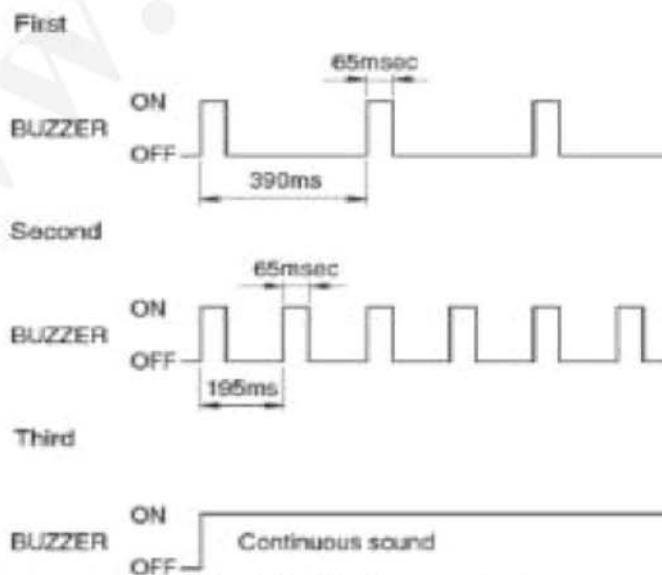 First
65msec
ON
BUZZER
OFF
390ms
Second
65msec
ON
BUZZER
OFF
195ms
Third
ON
BUZZER Continuous sound
OFF